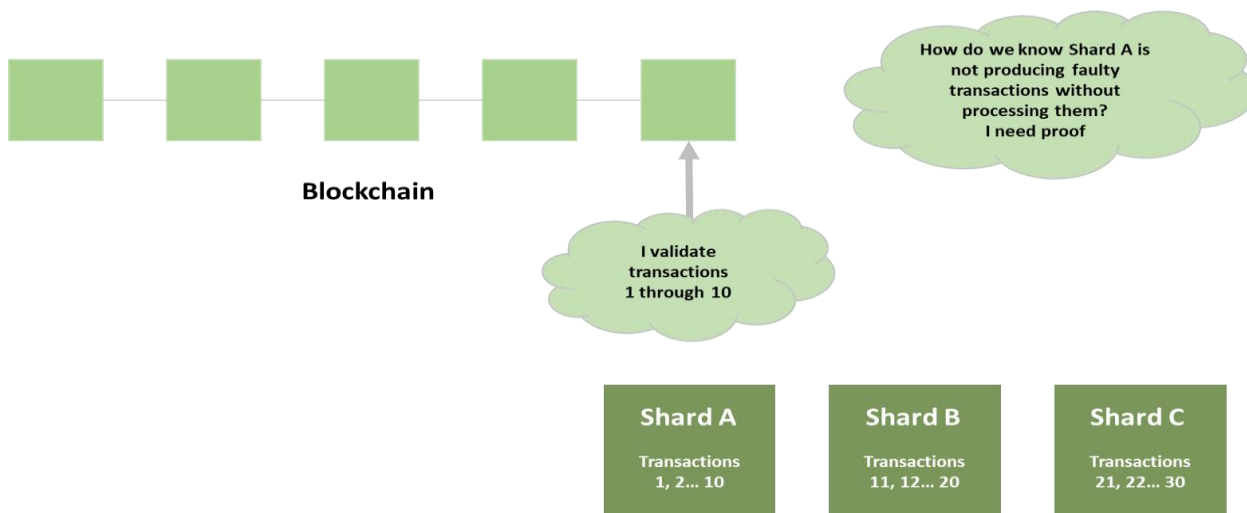 How do we know Shard A is
not producing faulty
transactions without
processing them?
I need proof
Blockchain
I validate
transactions
1 through 10
Shard A
Transactions
1, 2... 10
Shard B
Transactions
11, 12... 20
Shard C
Transactions
21, 22... 30